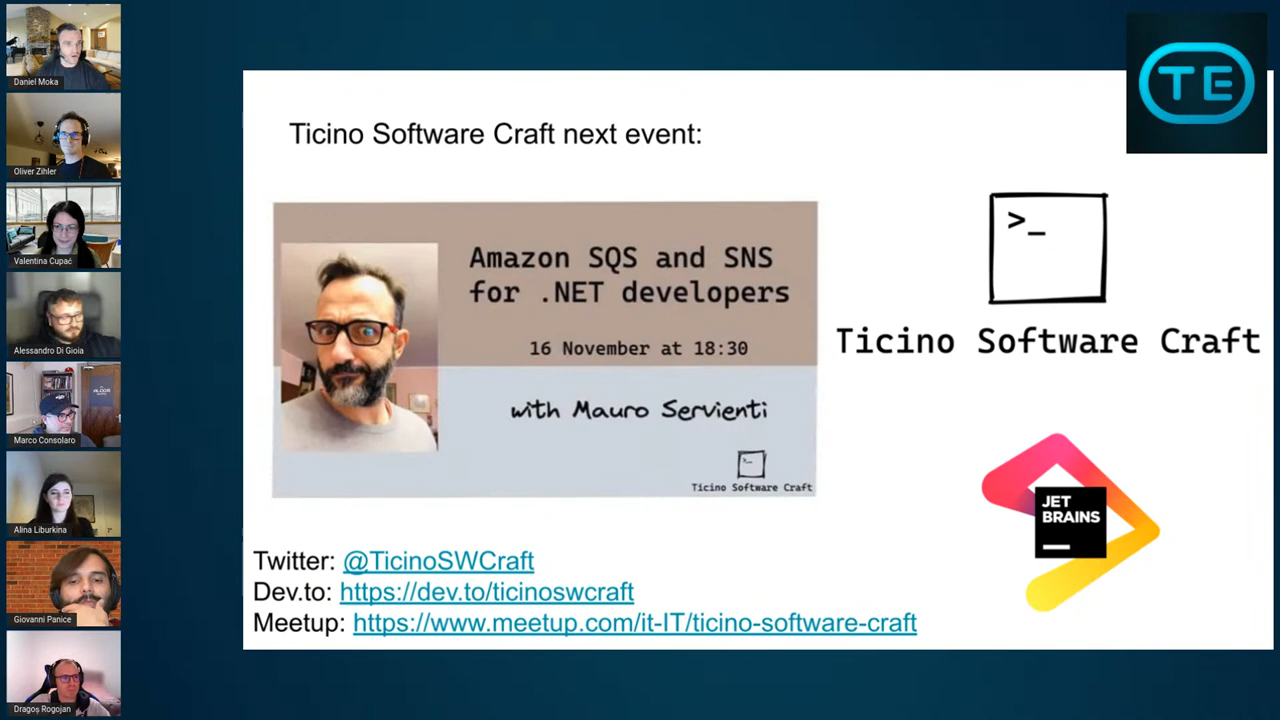 Daniel Moka
Oliver Zihler
Valentina Cupać
Alessandro Di Gioia
Marco Consolaro
Alina Liburkina
Giovanni Panice
Dragoș Rogojan
TE
Ticino Software Craft next event:
Amazon SQS and SNS
for .NET developers
16 November at 18:30
with Mauro Servienti
>_
Ticino Software Craft
>_
Ticino Software Craft
JET
BRAINS
Twitter: @TicinoSWCraft
Dev.to: https://dev.to/ticinoswcraft
Meetup: https://www.meetup.com/it-IT/ticino-software-craft